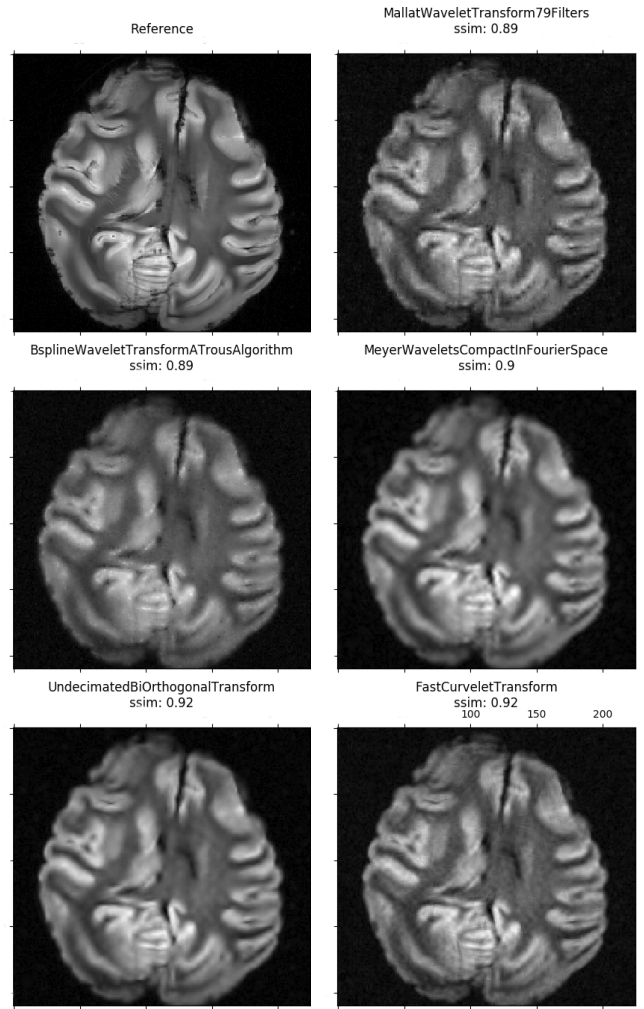 Reference
MallatWaveletTransform79Filters
ssim: 0.89
BsplineWaveletTransformATrousAlgorithm
ssim: 0.89
MeyerWaveletsCompactInFourierSpace
ssim: 0.9
UndecimatedBiOrthogonalTransform
ssim: 0.92
FastCurveletTransform
ssim: 0.92
100 150 200